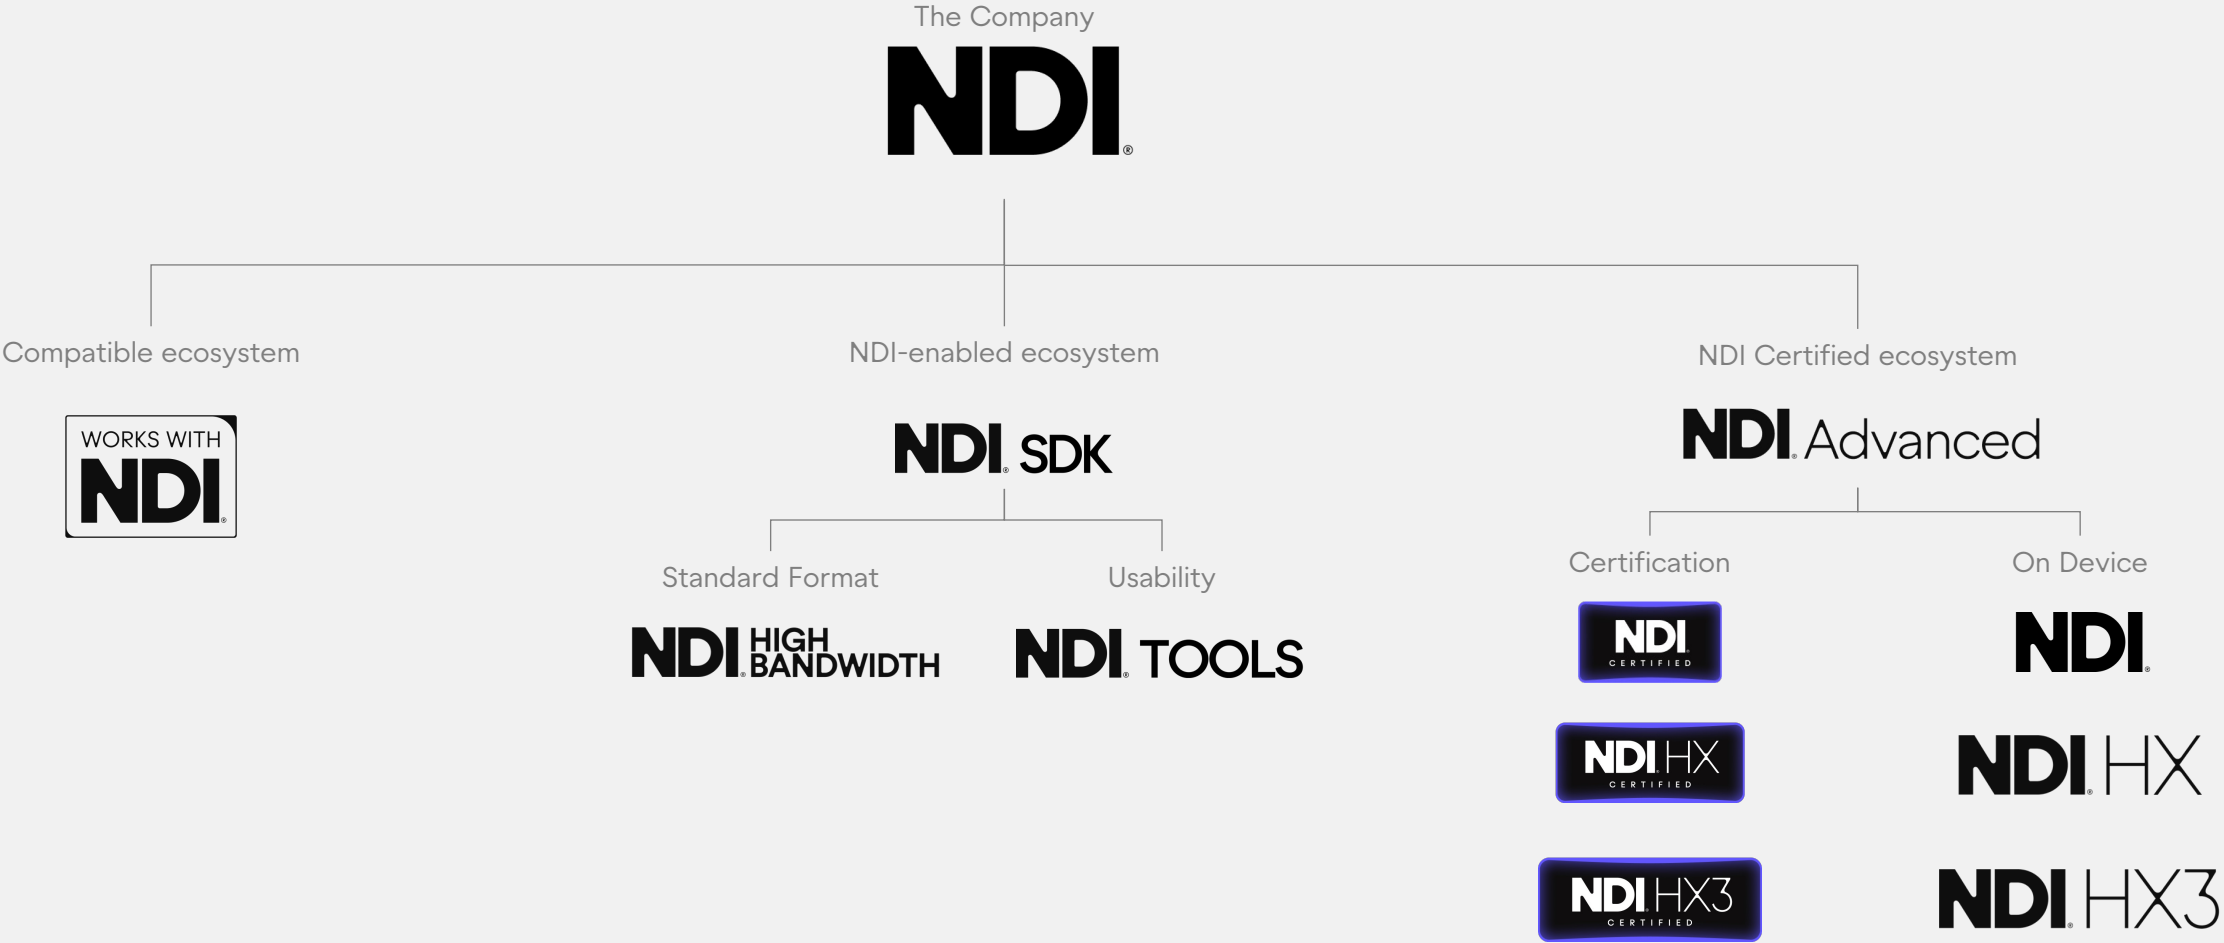 The Company
NDI®
Compatible ecosystem
NDI-enabled ecosystem
NDI Certified ecosystem
WORKS WITH
NDI®
NDI® SDK
NDI® Advanced
Standard Format
Usability
NDI® HIGH
BANDWIDTH
NDI® TOOLS
Certification
On Device
NDI®
CERTIFIED
NDI®
NDI® HX
CERTIFIED
NDI® HX
NDI® HX3
CERTIFIED
NDI® HX3